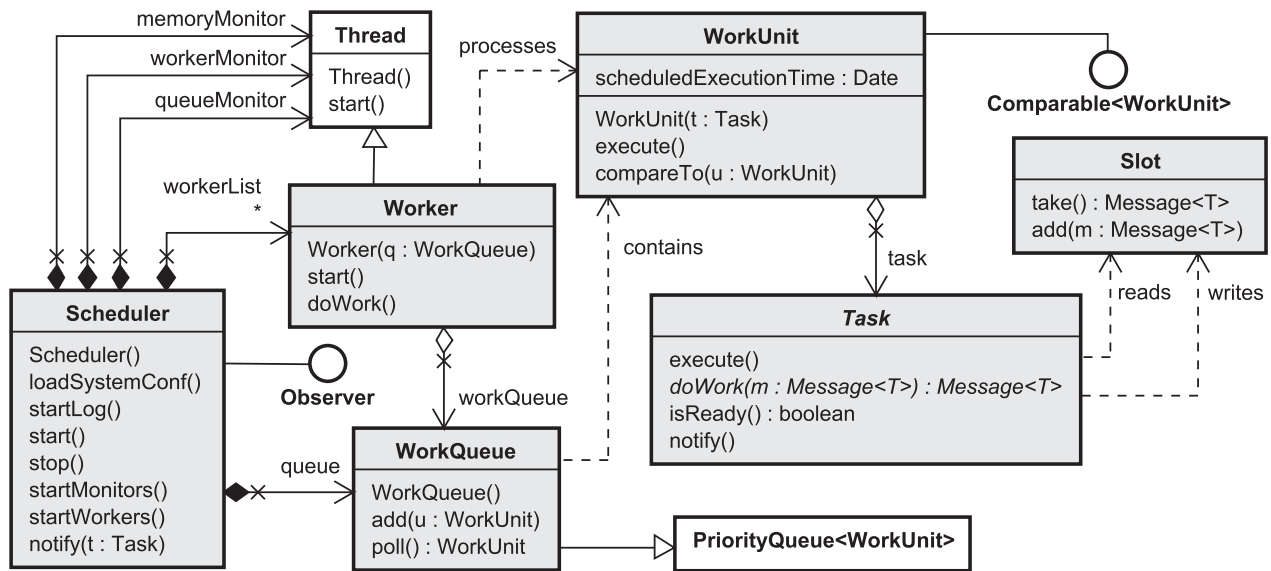 memoryMonitor
workerMonitor
queueMonitor
Thread
Thread()
start()
processes
WorkUnit
scheduledExecutionTime : Date
WorkUnit(t : Task)
execute()
compareTo(u : WorkUnit)
Comparable<WorkUnit>
Slot
take() : Message<T>
add(m : Message<T>)
workerList
*
Worker
Worker(q : WorkQueue)
start()
doWork()
contains
task
reads
writes
Scheduler
Scheduler()
loadSystemConf()
startLog()
start()
stop()
startMonitors()
startWorkers()
notify(t : Task)
Observer
workQueue
Task
execute()
doWork(m : Message<T>) : Message<T>
isReady() : boolean
notify()
queue
WorkQueue
WorkQueue()
add(u : WorkUnit)
poll() : WorkUnit
PriorityQueue<WorkUnit>